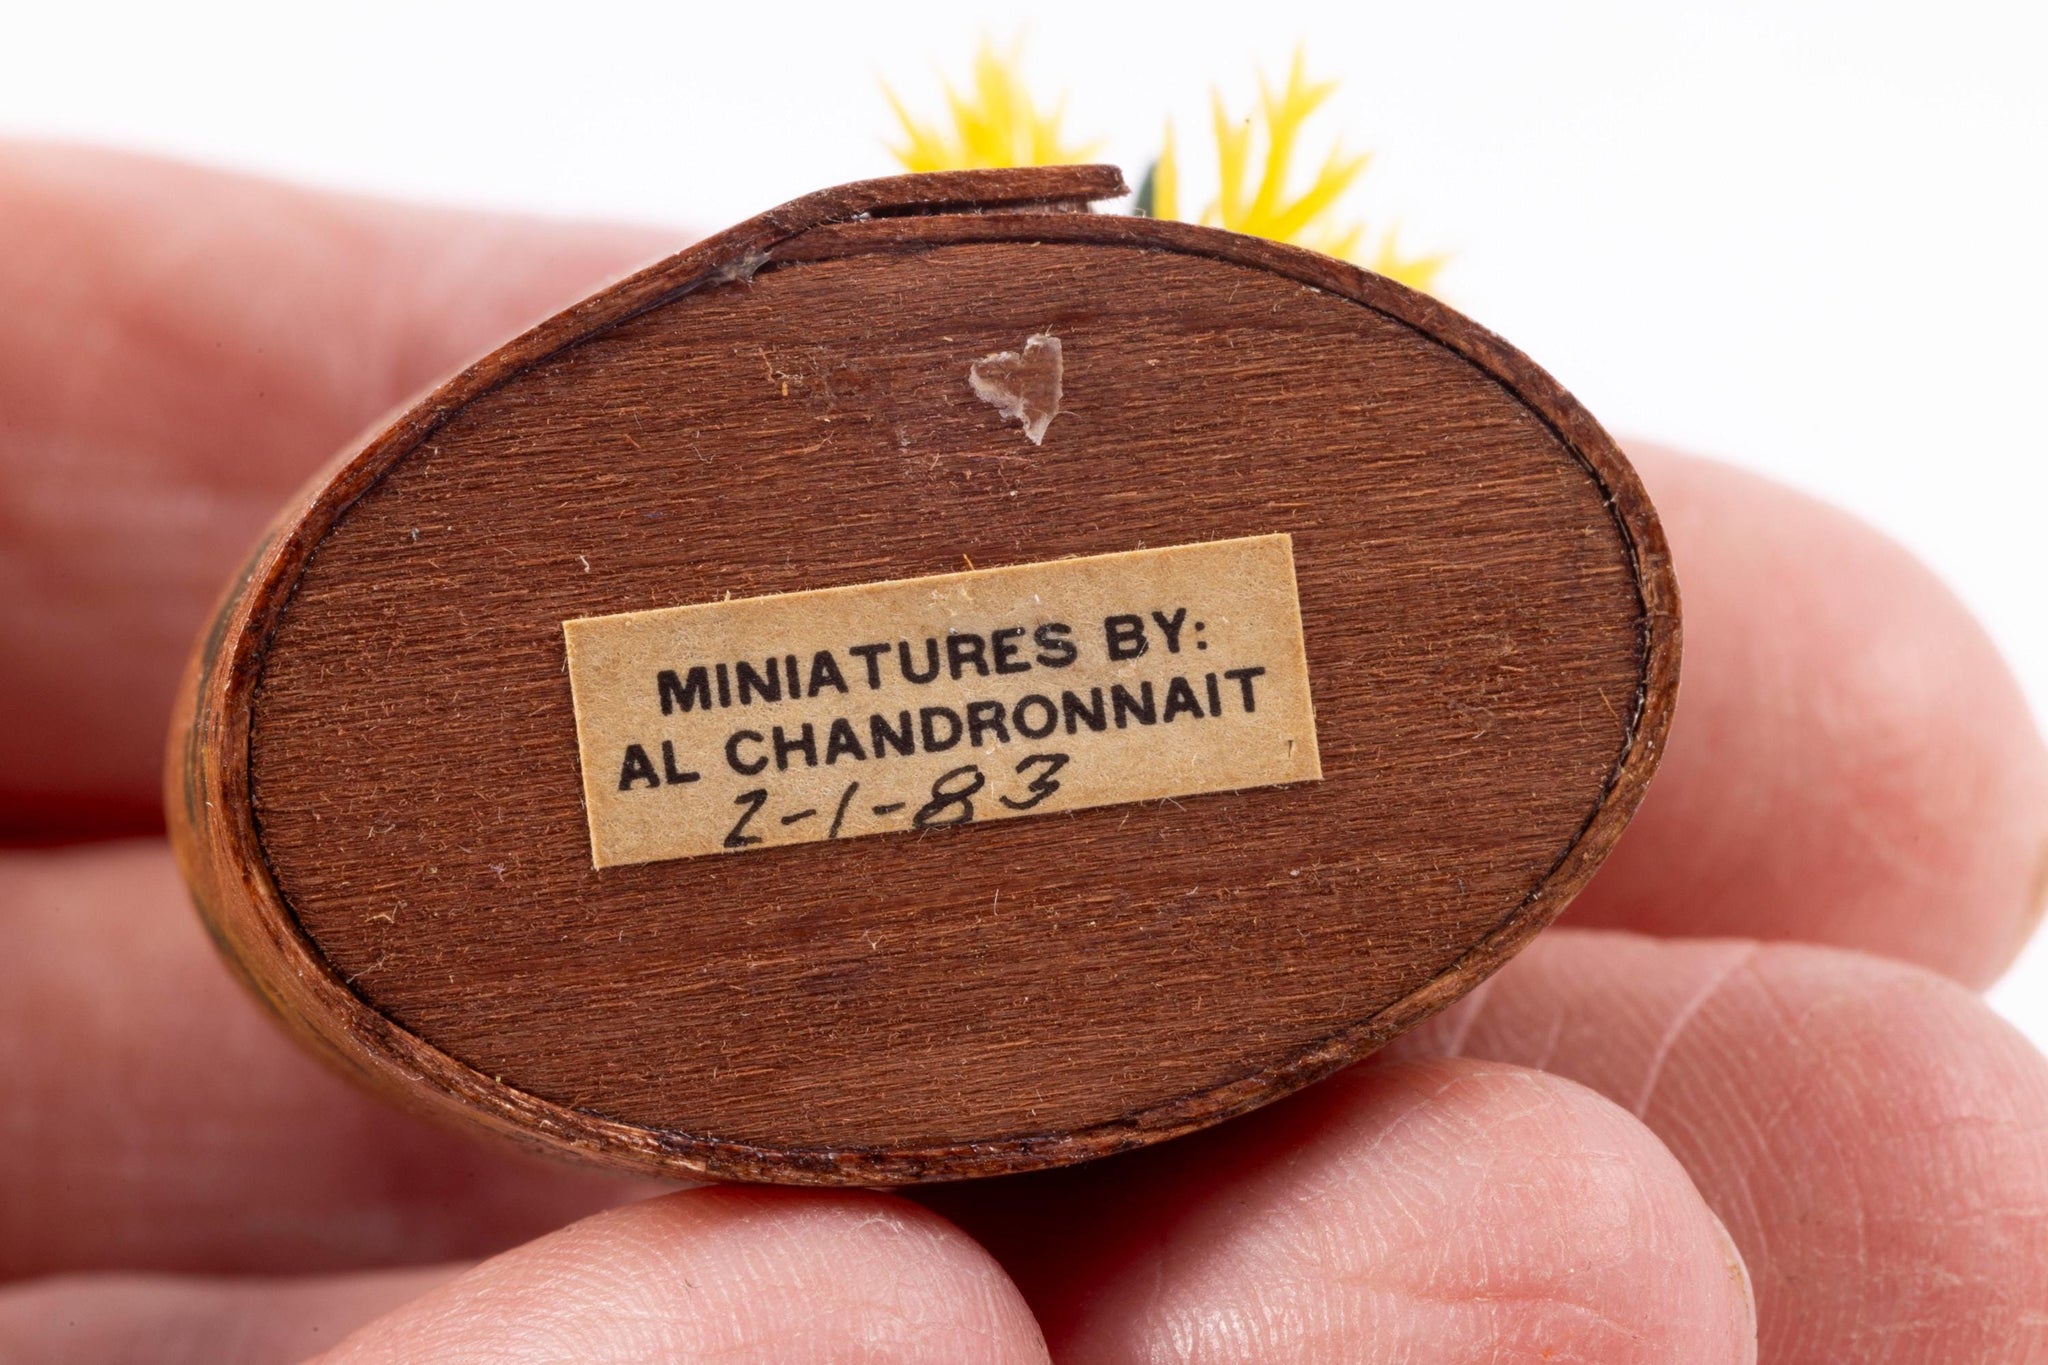 MINIATURES BY:
AL CHANDRONNAIT
2-1-83